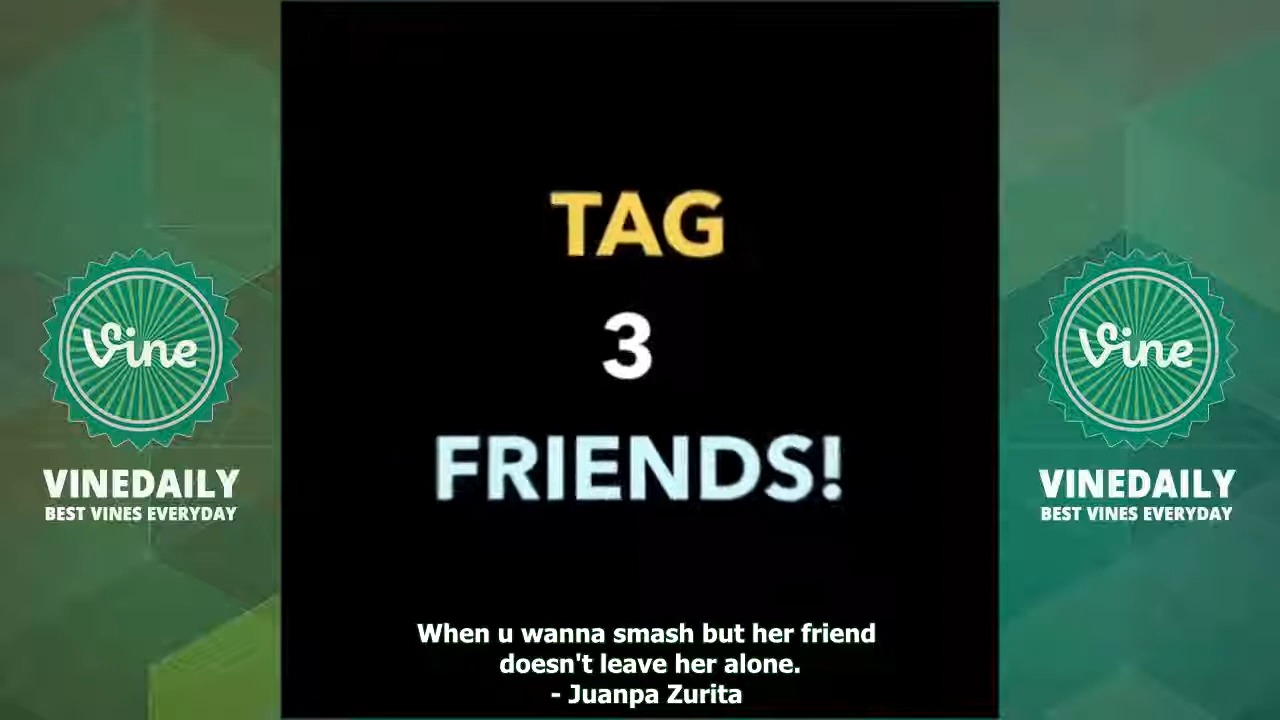 TAG
3
FRIENDS!
When u wanna smash but her friend
doesn't leave her alone.
- Juanpa Zurita
Vine
VINEDAILY
BEST VINES EVERYDAY
Vine
VINEDAILY
BEST VINES EVERYDAY